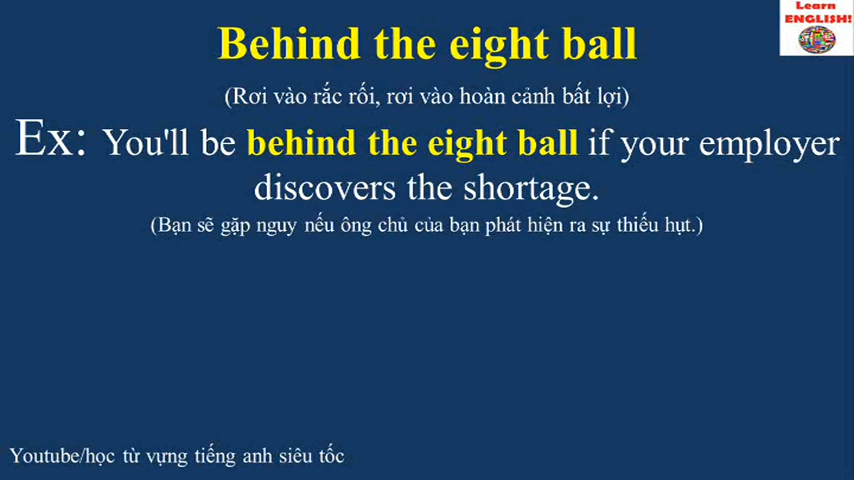 Learn
ENGLISH!
Behind the eight ball
(Rơi vào rắc rối, rơi vào hoàn cảnh bất lợi)
Ex: You'll be behind the eight ball if your employer
discovers the shortage.
(Bạn sẽ gặp nguy nếu ông chủ của bạn phát hiện ra sự thiếu hụt.)
Youtube/học từ vựng tiếng anh siêu tốc